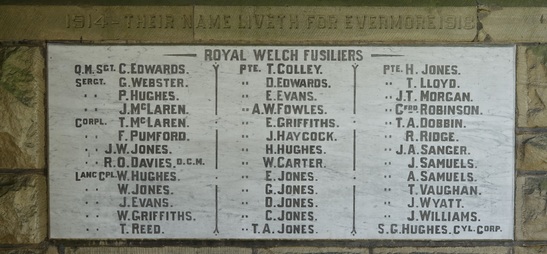 1914 - THEIR NAME LIVETH FOR EVERMORE 1918
ROYAL WELCH FUSILIERS
Q.M. SGT. C. EDWARDS.
SERGT. G. WEBSTER.
" " P. HUGHES.
" " J. McLAREN.
CORPL. T. McLAREN.
" " F. PUMFORD.
" " J.W. JONES.
" " R.O. DAVIES, D.C.M.
LANCE CPL. W. HUGHES.
" " W. JONES.
" " J. EVANS.
" " W. GRIFFITHS.
" " T. REED.
PTE. T. COLLEY.
" D. EDWARDS.
" E. EVANS.
" A.W. FOWLES.
" E. GRIFFITHS.
" J. HAYCOCK.
" H. HUGHES.
" W. CARTER.
" E. JONES.
" G. JONES.
" D. JONES.
" C. JONES.
" T.A. JONES.
PTE. H. JONES.
" T. LLOYD.
" J.T. MORGAN.
" CFRD. ROBINSON.
" T.A. DOBBIN.
" R. RIDGE.
" J.A. SANGER.
" J. SAMUELS.
" A. SAMUELS.
" T. VAUGHAN.
" J. WYATT.
" J. WILLIAMS.
S.G. HUGHES. CYL. CORP.